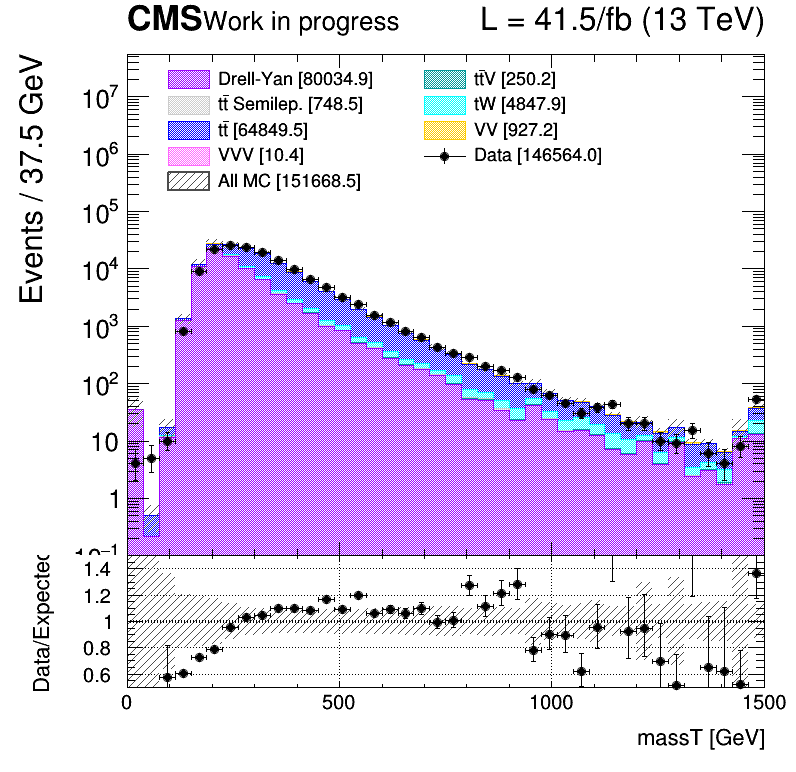 CMS Work in progress L = 41.5/fb (13 TeV)
Events / 37.5 GeV
Drell-Yan [80034.9]
tt̄V [250.2]
tt̄ Semilep. [748.5]
tW [4847.9]
tt̄ [64849.5]
VV [927.2]
VVV [10.4]
Data [146564.0]
All MC [151668.5]
10⁷
10⁶
10⁵
10⁴
10³
10²
10
1
10⁻¹
Data/Expected
1.4
1.2
1
0.8
0.6
0 500 1000 1500
massT [GeV]